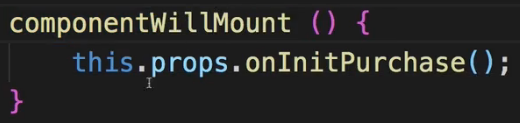 componentWillMount () {
this.props.onInitPurchase();
}